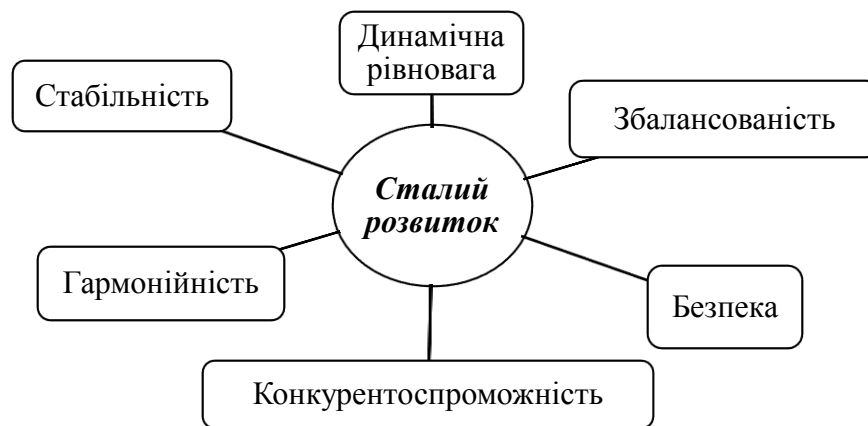 Динамічна
рівновага
Стабільність
Збалансованість
Сталий
розвиток
Гармонійність
Безпека
Конкурентоспроможність